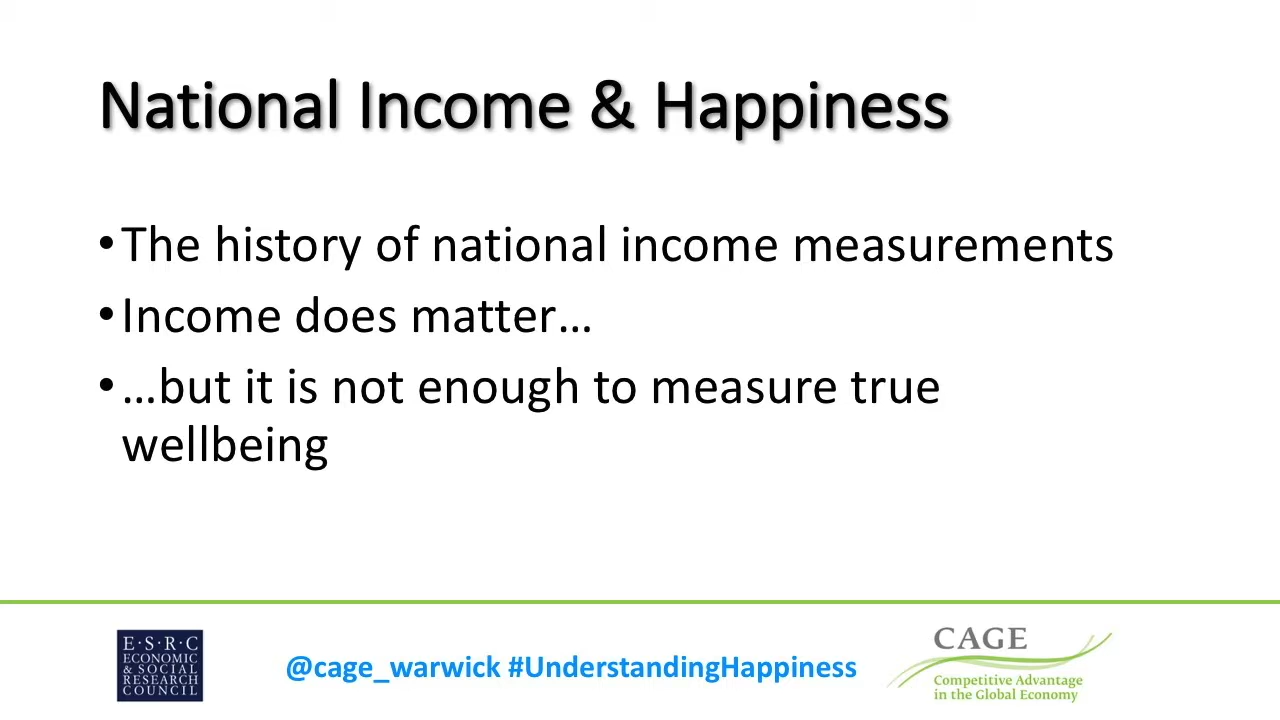 National Income & Happiness
•The history of national income measurements
•Income does matter…
•…but it is not enough to measure true
wellbeing
E·S·R·C
ECONOMIC
& SOCIAL
RESEARCH
COUNCIL
@cage_warwick #UnderstandingHappiness
CAGE
Competitive Advantage
in the Global Economy